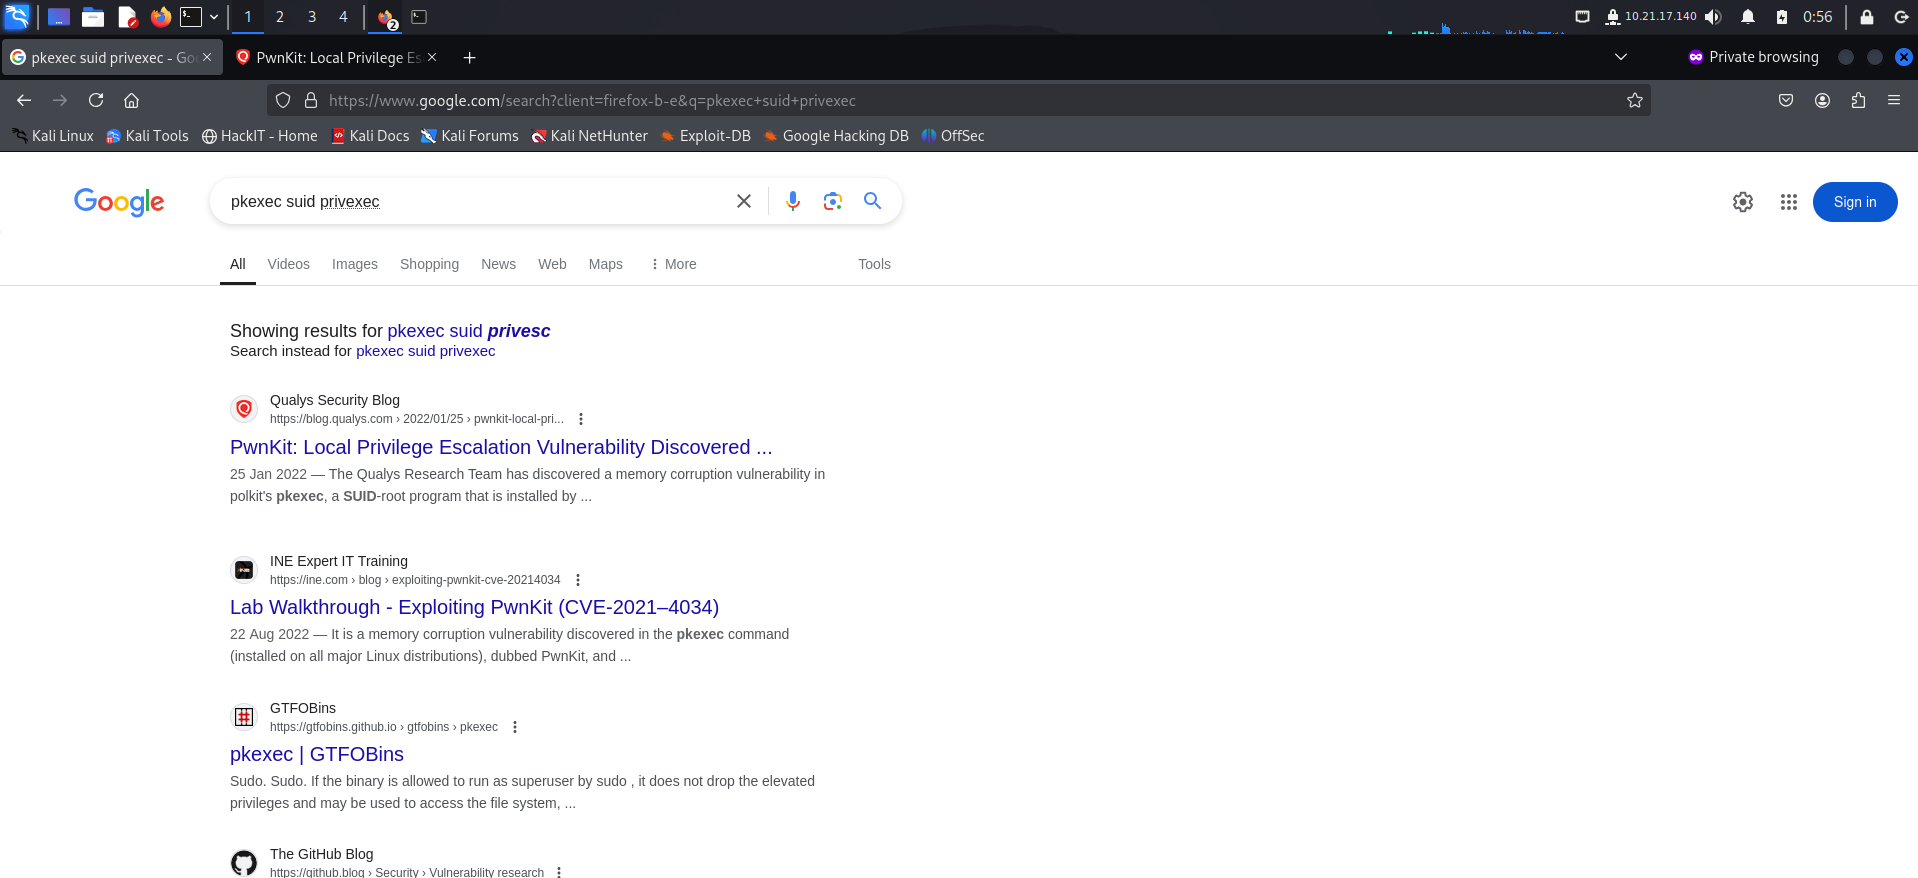 1 2 3 4 2 10.21.17.140 0:56
pkexec suid privexec - Goo PwnKit: Local Privilege Es Private browsing
https://www.google.com/search?client=firefox-b-e&q=pkexec+suid+privexec
Kali Linux Kali Tools HackIT - Home Kali Docs Kali Forums Kali NetHunter Exploit-DB Google Hacking DB OffSec
Google pkexec suid privexec Sign in
All Videos Images Shopping News Web Maps More Tools
Showing results for pkexec suid privesc
Search instead for pkexec suid privexec
Qualys Security Blog
https://blog.qualys.com › 2022/01/25 › pwnkit-local-pri...
PwnKit: Local Privilege Escalation Vulnerability Discovered ...
25 Jan 2022 — The Qualys Research Team has discovered a memory corruption vulnerability in
polkit's pkexec, a SUID-root program that is installed by ...
INE Expert IT Training
https://ine.com › blog › exploiting-pwnkit-cve-20214034
Lab Walkthrough - Exploiting PwnKit (CVE-2021–4034)
22 Aug 2022 — It is a memory corruption vulnerability discovered in the pkexec command
(installed on all major Linux distributions), dubbed PwnKit, and ...
GTFOBins
https://gtfobins.github.io › gtfobins › pkexec
pkexec | GTFOBins
Sudo. Sudo. If the binary is allowed to run as superuser by sudo , it does not drop the elevated
privileges and may be used to access the file system, ...
The GitHub Blog
https://github.blog › Security › Vulnerability research